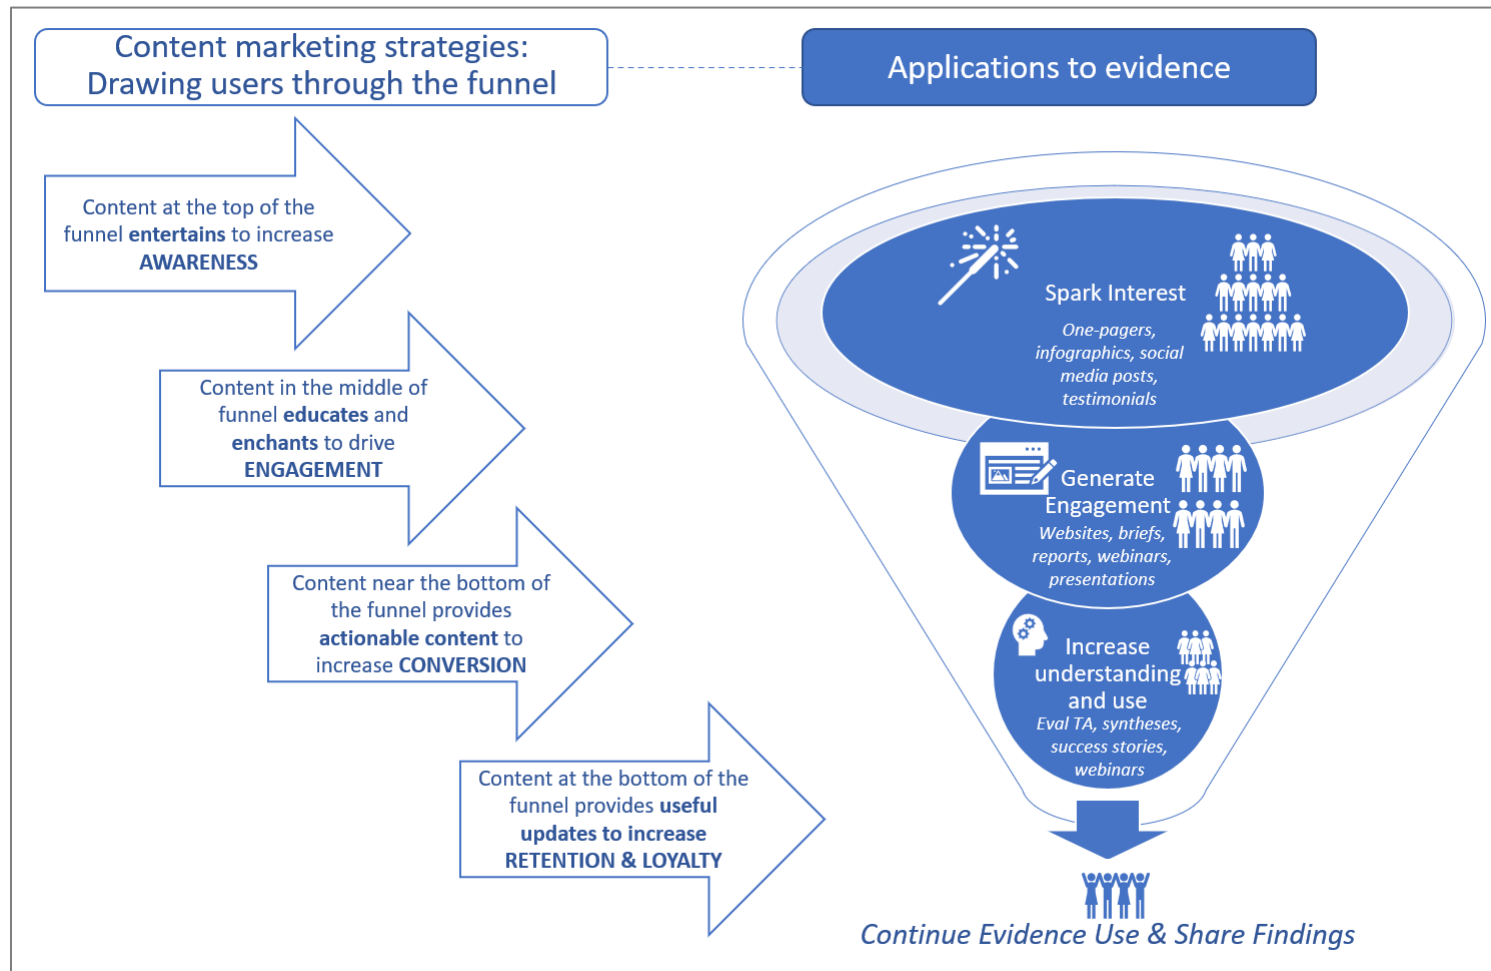 Content marketing strategies:
Drawing users through the funnel
Applications to evidence
Content at the top of the
funnel entertains to increase
AWARENESS
Content in the middle of
funnel educates and
enchants to drive
ENGAGEMENT
Content near the bottom of
the funnel provides
actionable content to
increase CONVERSION
Content at the bottom of the
funnel provides useful
updates to increase
RETENTION & LOYALTY
Spark Interest
One-pagers,
infographics, social
media posts,
testimonials
Generate
Engagement
Websites, briefs,
reports, webinars,
presentations
Increase
understanding
and use
Eval TA, syntheses,
success stories,
webinars
Continue Evidence Use & Share Findings